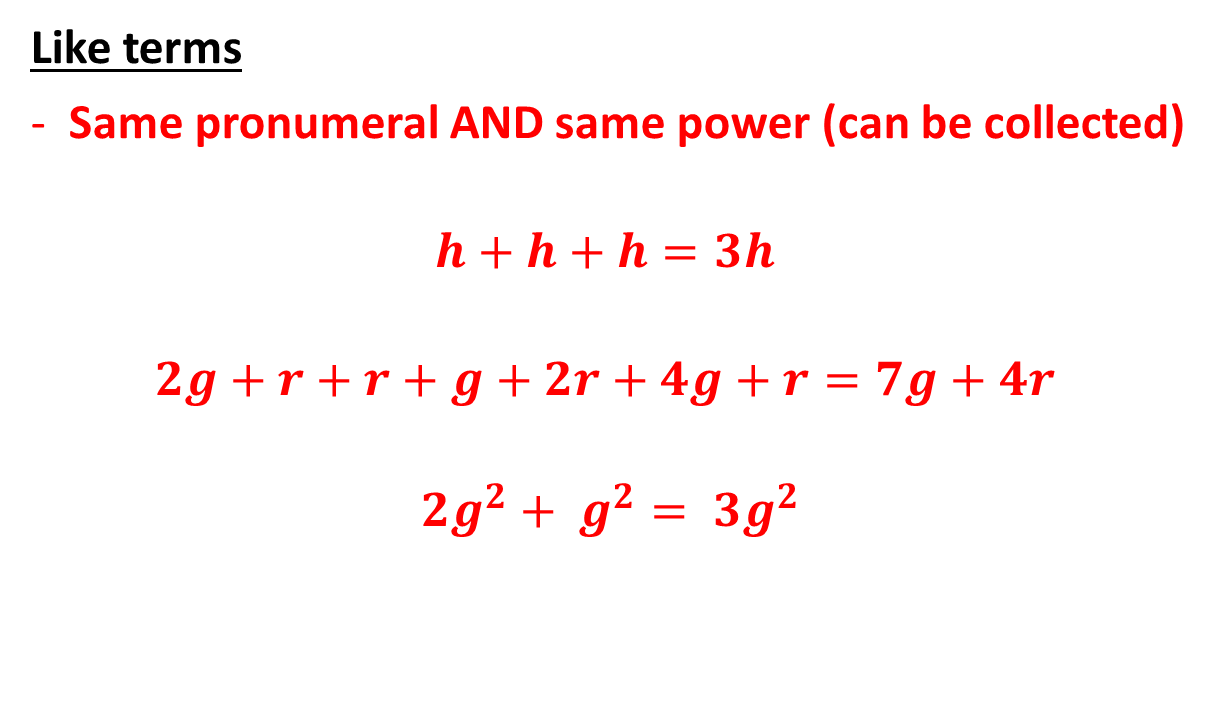 Like terms
- Same pronumeral AND same power (can be collected)
h + h + h = 3h
2g + r + r + g + 2r + 4g + r = 7g + 4r
2g² + g² = 3g²